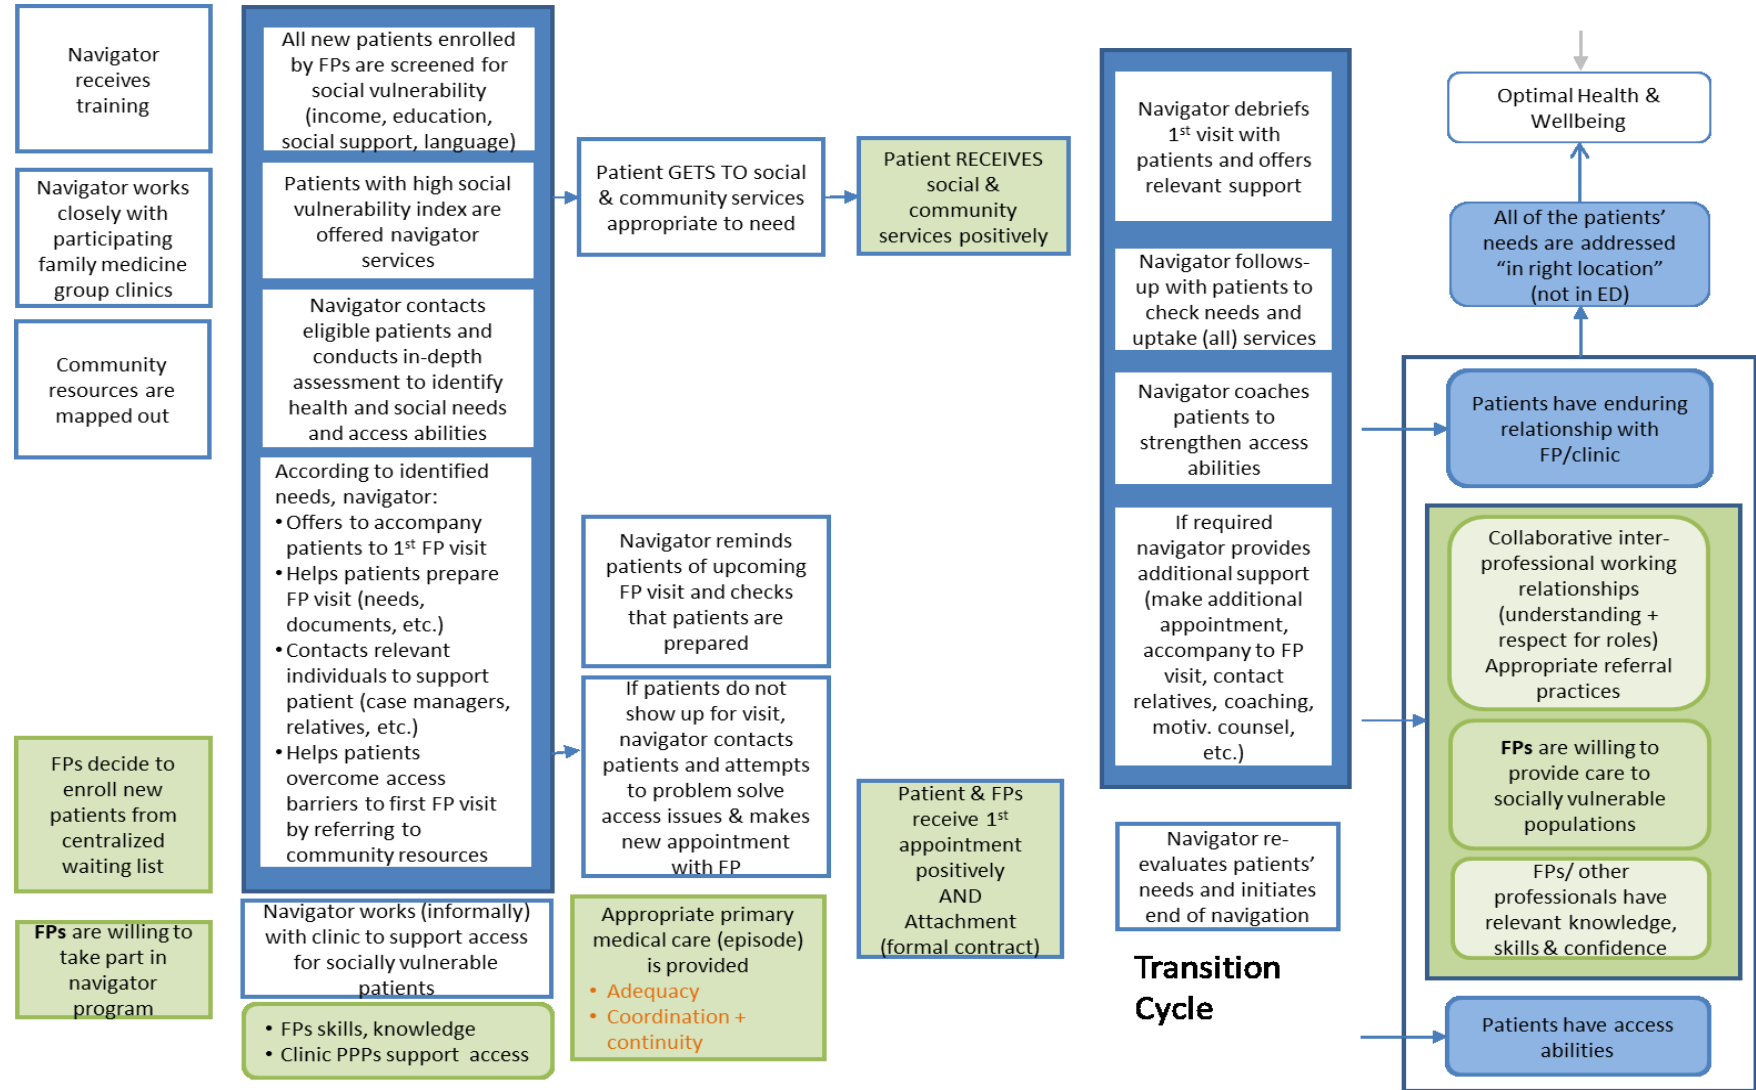 Navigator
receives
training
Navigator works
closely with
participating
family medicine
group clinics
Community
resources are
mapped out
FPs decide to
enroll new
patients from
centralized
waiting list
FPs are willing to
take part in
navigator
program
All new patients enrolled
by FPs are screened for
social vulnerability
(income, education,
social support, language)
Patients with high social
vulnerability index are
offered navigator
services
Navigator contacts
eligible patients and
conducts in-depth
assessment to identify
health and social needs
and access abilities
According to identified
needs, navigator:
• Offers to accompany
patients to 1st FP visit
• Helps patients prepare
FP visit (needs,
documents, etc.)
• Contacts relevant
individuals to support
patient (case managers,
relatives, etc.)
• Helps patients
overcome access
barriers to first FP visit
by referring to
community resources
Navigator works (informally)
with clinic to support access
for socially vulnerable
patients
• FPs skills, knowledge
• Clinic PPPs support access
Patient GETS TO social
& community services
appropriate to need
Navigator reminds
patients of upcoming
FP visit and checks
that patients are
prepared
If patients do not
show up for visit,
navigator contacts
patients and attempts
to problem solve
access issues & makes
new appointment
with FP
Appropriate primary
medical care (episode)
is provided
• Adequacy
• Coordination +
continuity
Patient RECEIVES
social &
community
services positively
Patient & FPs
receive 1st
appointment
positively
AND
Attachment
(formal contract)
Navigator debriefs
1st visit with
patients and offers
relevant support
Navigator follows-
up with patients to
check needs and
uptake (all) services
Navigator coaches
patients to
strengthen access
abilities
If required
navigator provides
additional support
(make additional
appointment,
accompany to FP
visit, contact
relatives, coaching,
motiv. counsel,
etc.)
Navigator re-
evaluates patients’
needs and initiates
end of navigation
Transition
Cycle
Optimal Health &
Wellbeing
All of the patients’
needs are addressed
“in right location”
(not in ED)
Patients have enduring
relationship with
FP/clinic
Collaborative inter-
professional working
relationships
(understanding +
respect for roles)
Appropriate referral
practices
FPs are willing to
provide care to
socially vulnerable
populations
FPs/ other
professionals have
relevant knowledge,
skills & confidence
Patients have access
abilities